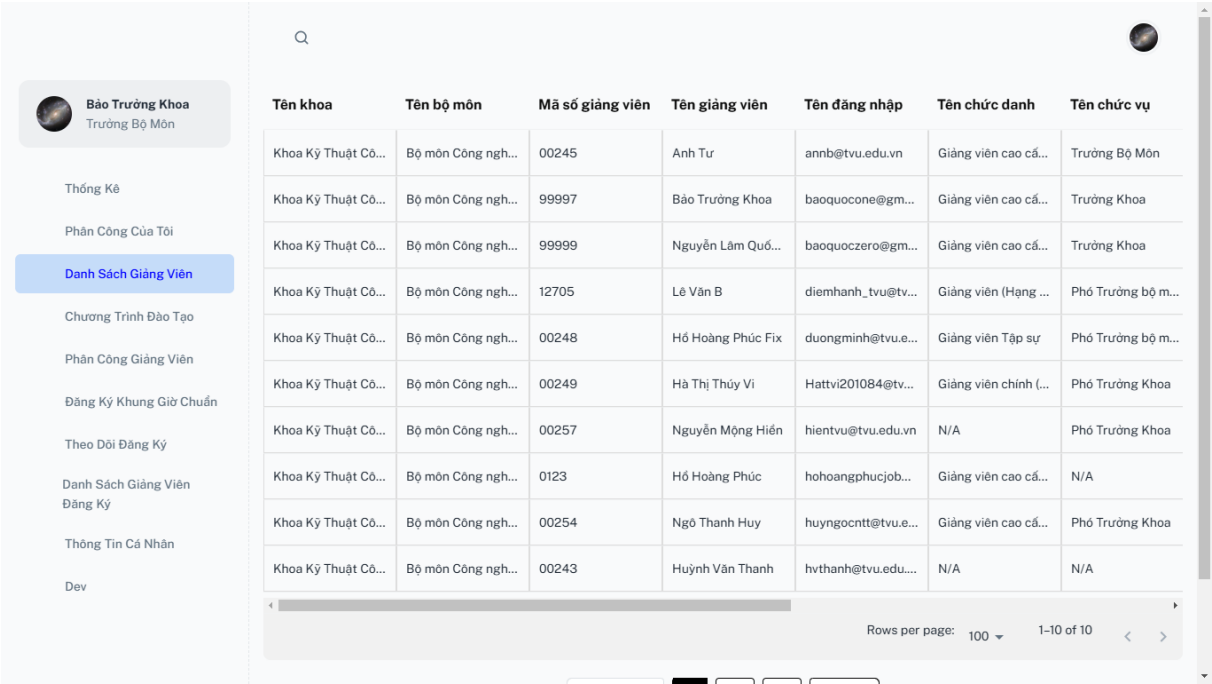 Bảo Trưởng Khoa
Trưởng Bộ Môn
Thống Kê
Phân Công Của Tôi
Danh Sách Giảng Viên
Chương Trình Đào Tạo
Phân Công Giảng Viên
Đăng Ký Khung Giờ Chuẩn
Theo Dõi Đăng Ký
Danh Sách Giảng Viên
Đăng Ký
Thông Tin Cá Nhân
Dev
Tên khoa Tên bộ môn Mã số giảng viên Tên giảng viên Tên đăng nhập Tên chức danh Tên chức vụ
Khoa Kỹ Thuật Cô... Bộ môn Công ngh... 00245 Anh Tư annb@tvu.edu.vn Giảng viên cao cấ... Trưởng Bộ Môn
Khoa Kỹ Thuật Cô... Bộ môn Công ngh... 99997 Bảo Trưởng Khoa baoquocone@gm... Giảng viên cao cấ... Trưởng Khoa
Khoa Kỹ Thuật Cô... Bộ môn Công ngh... 99999 Nguyễn Lâm Quố... baoquoczero@gm... Giảng viên cao cấ... Trưởng Khoa
Khoa Kỹ Thuật Cô... Bộ môn Công ngh... 12705 Lê Văn B diemhanh_tvu@tv... Giảng viên (Hạng ... Phó Trưởng bộ m...
Khoa Kỹ Thuật Cô... Bộ môn Công ngh... 00248 Hồ Hoàng Phúc Fix duongminh@tvu.e... Giảng viên Tập sự Phó Trưởng bộ m...
Khoa Kỹ Thuật Cô... Bộ môn Công ngh... 00249 Hà Thị Thúy Vi Hattvi201084@tv... Giảng viên chính (... Phó Trưởng Khoa
Khoa Kỹ Thuật Cô... Bộ môn Công ngh... 00257 Nguyễn Mộng Hiền hientvu@tvu.edu.vn N/A Phó Trưởng Khoa
Khoa Kỹ Thuật Cô... Bộ môn Công ngh... 0123 Hồ Hoàng Phúc hohoangphucjob... Giảng viên cao cấ... N/A
Khoa Kỹ Thuật Cô... Bộ môn Công ngh... 00254 Ngô Thanh Huy huyngocntt@tvu.e... Giảng viên cao cấ... Phó Trưởng Khoa
Khoa Kỹ Thuật Cô... Bộ môn Công ngh... 00243 Huỳnh Văn Thanh hvthanh@tvu.edu.... N/A N/A
Rows per page: 100 1–10 of 10